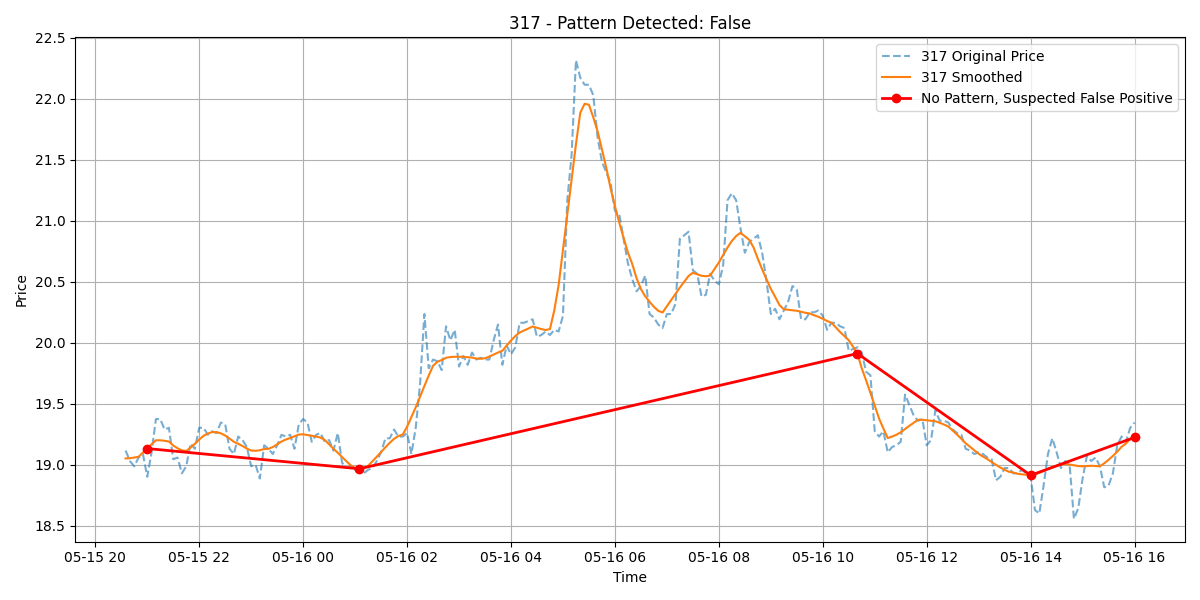 317 - Pattern Detected: False
317 Original Price
317 Smoothed
No Pattern, Suspected False Positive
Price
22.5
22.0
21.5
21.0
20.5
20.0
19.5
19.0
18.5
05-15 20 05-15 22 05-16 00 05-16 02 05-16 04 05-16 06 05-16 08 05-16 10 05-16 12 05-16 14 05-16 16
Time